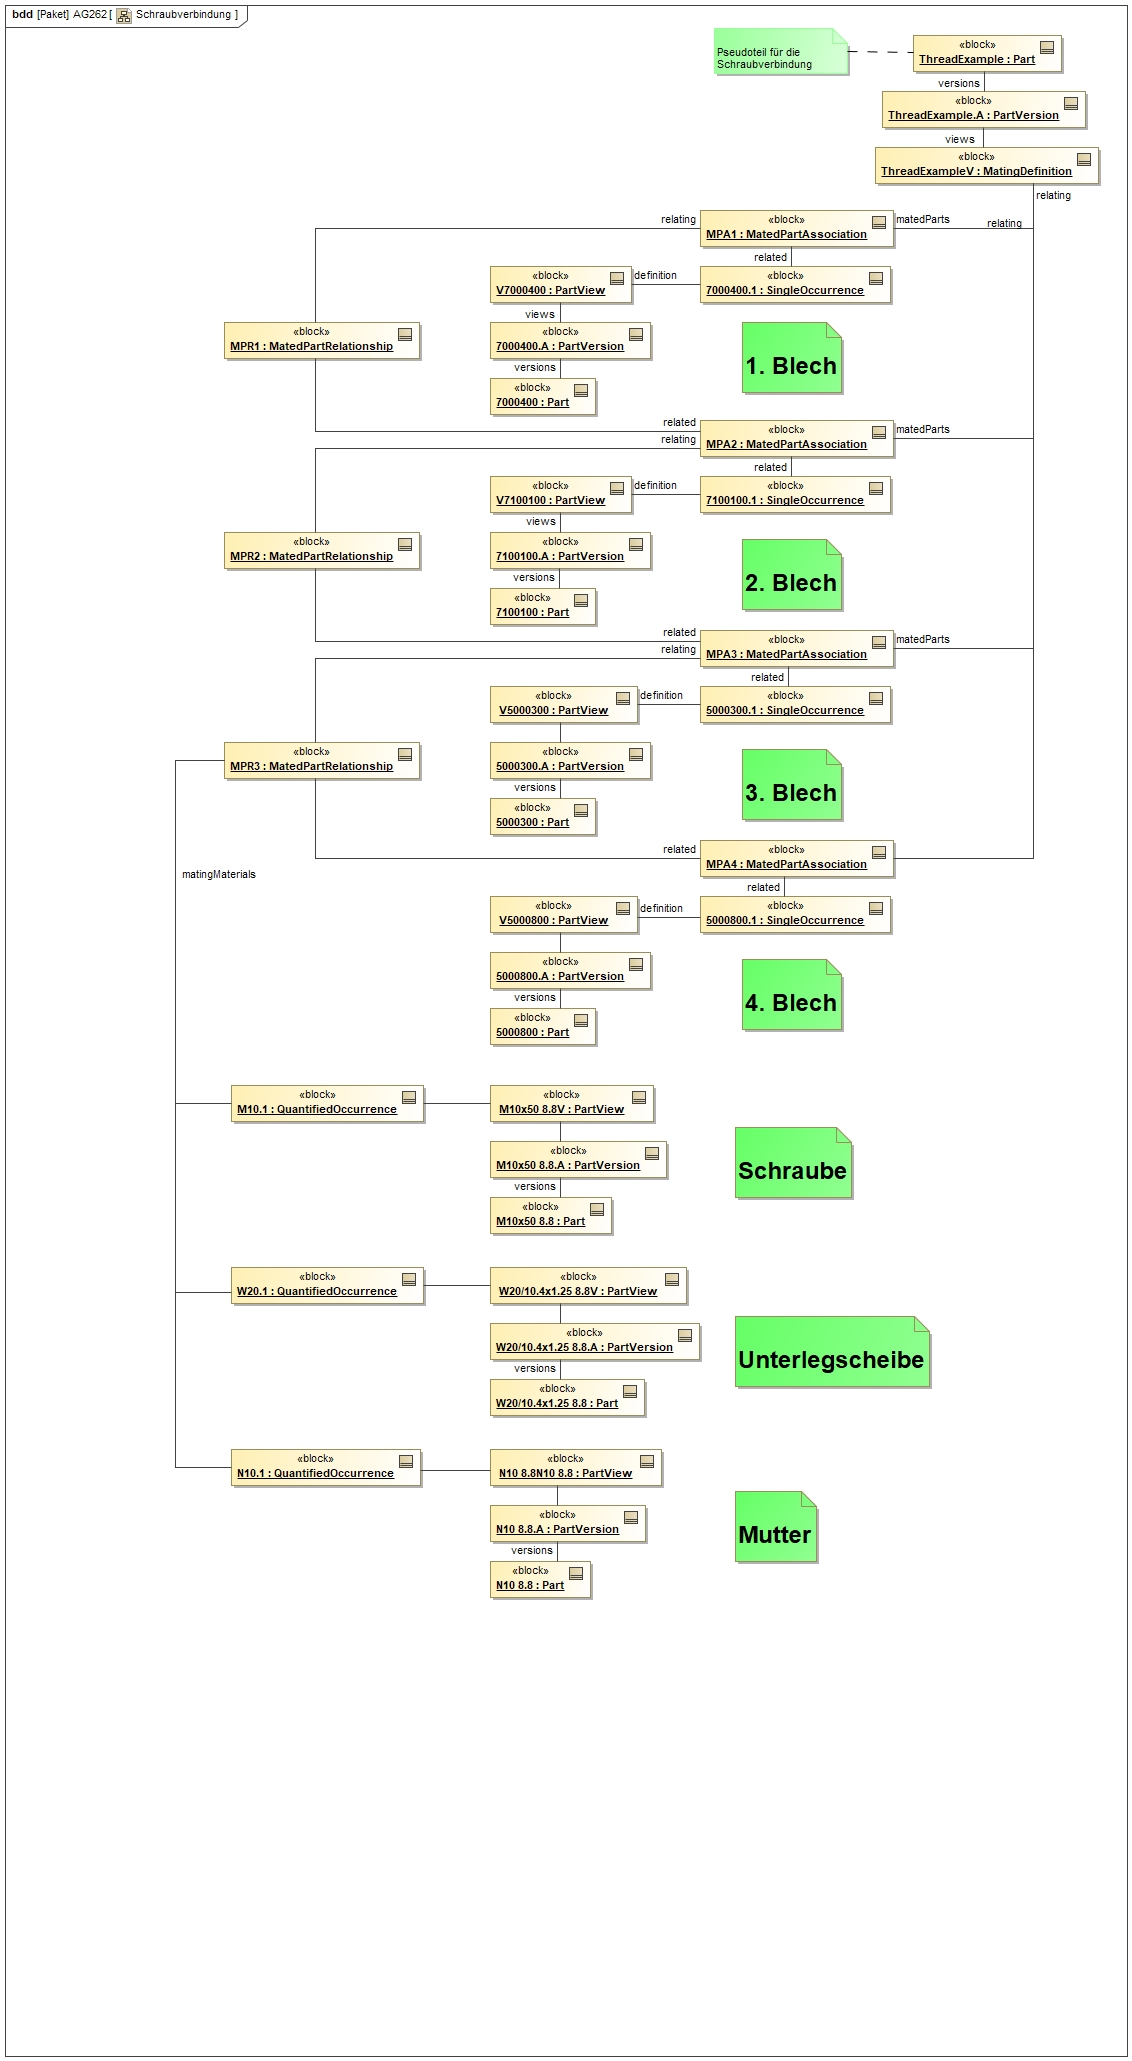 bdd [Paket] AG262 [ Schraubverbindung ]
Pseudoteil für die
Schraubverbindung
«block»
ThreadExample : Part
versions
«block»
ThreadExample.A : PartVersion
views
«block»
ThreadExampleV : MatingDefinition
relating
relating
«block»
MPA1 : MatedPartAssociation
matedParts
relating
related
«block»
V7000400 : PartView
definition
«block»
7000400.1 : SingleOccurrence
views
«block»
MPR1 : MatedPartRelationship
«block»
7000400.A : PartVersion
1. Blech
versions
«block»
7000400 : Part
related
«block»
MPA2 : MatedPartAssociation
matedParts
relating
related
«block»
V7100100 : PartView
definition
«block»
7100100.1 : SingleOccurrence
views
«block»
MPR2 : MatedPartRelationship
«block»
7100100.A : PartVersion
2. Blech
versions
«block»
7100100 : Part
related
«block»
MPA3 : MatedPartAssociation
matedParts
relating
related
«block»
V5000300 : PartView
definition
«block»
5000300.1 : SingleOccurrence
«block»
MPR3 : MatedPartRelationship
«block»
5000300.A : PartVersion
3. Blech
versions
«block»
5000300 : Part
related
«block»
MPA4 : MatedPartAssociation
matingMaterials
related
«block»
V5000800 : PartView
definition
«block»
5000800.1 : SingleOccurrence
«block»
5000800.A : PartVersion
4. Blech
versions
«block»
5000800 : Part
«block»
M10.1 : QuantifiedOccurrence
«block»
M10x50 8.8V : PartView
«block»
M10x50 8.8.A : PartVersion
Schraube
versions
«block»
M10x50 8.8 : Part
«block»
W20.1 : QuantifiedOccurrence
«block»
W20/10.4x1.25 8.8V : PartView
«block»
W20/10.4x1.25 8.8.A : PartVersion
Unterlegscheibe
versions
«block»
W20/10.4x1.25 8.8 : Part
«block»
N10.1 : QuantifiedOccurrence
«block»
N10 8.8N10 8.8 : PartView
«block»
N10 8.8.A : PartVersion
Mutter
versions
«block»
N10 8.8 : Part